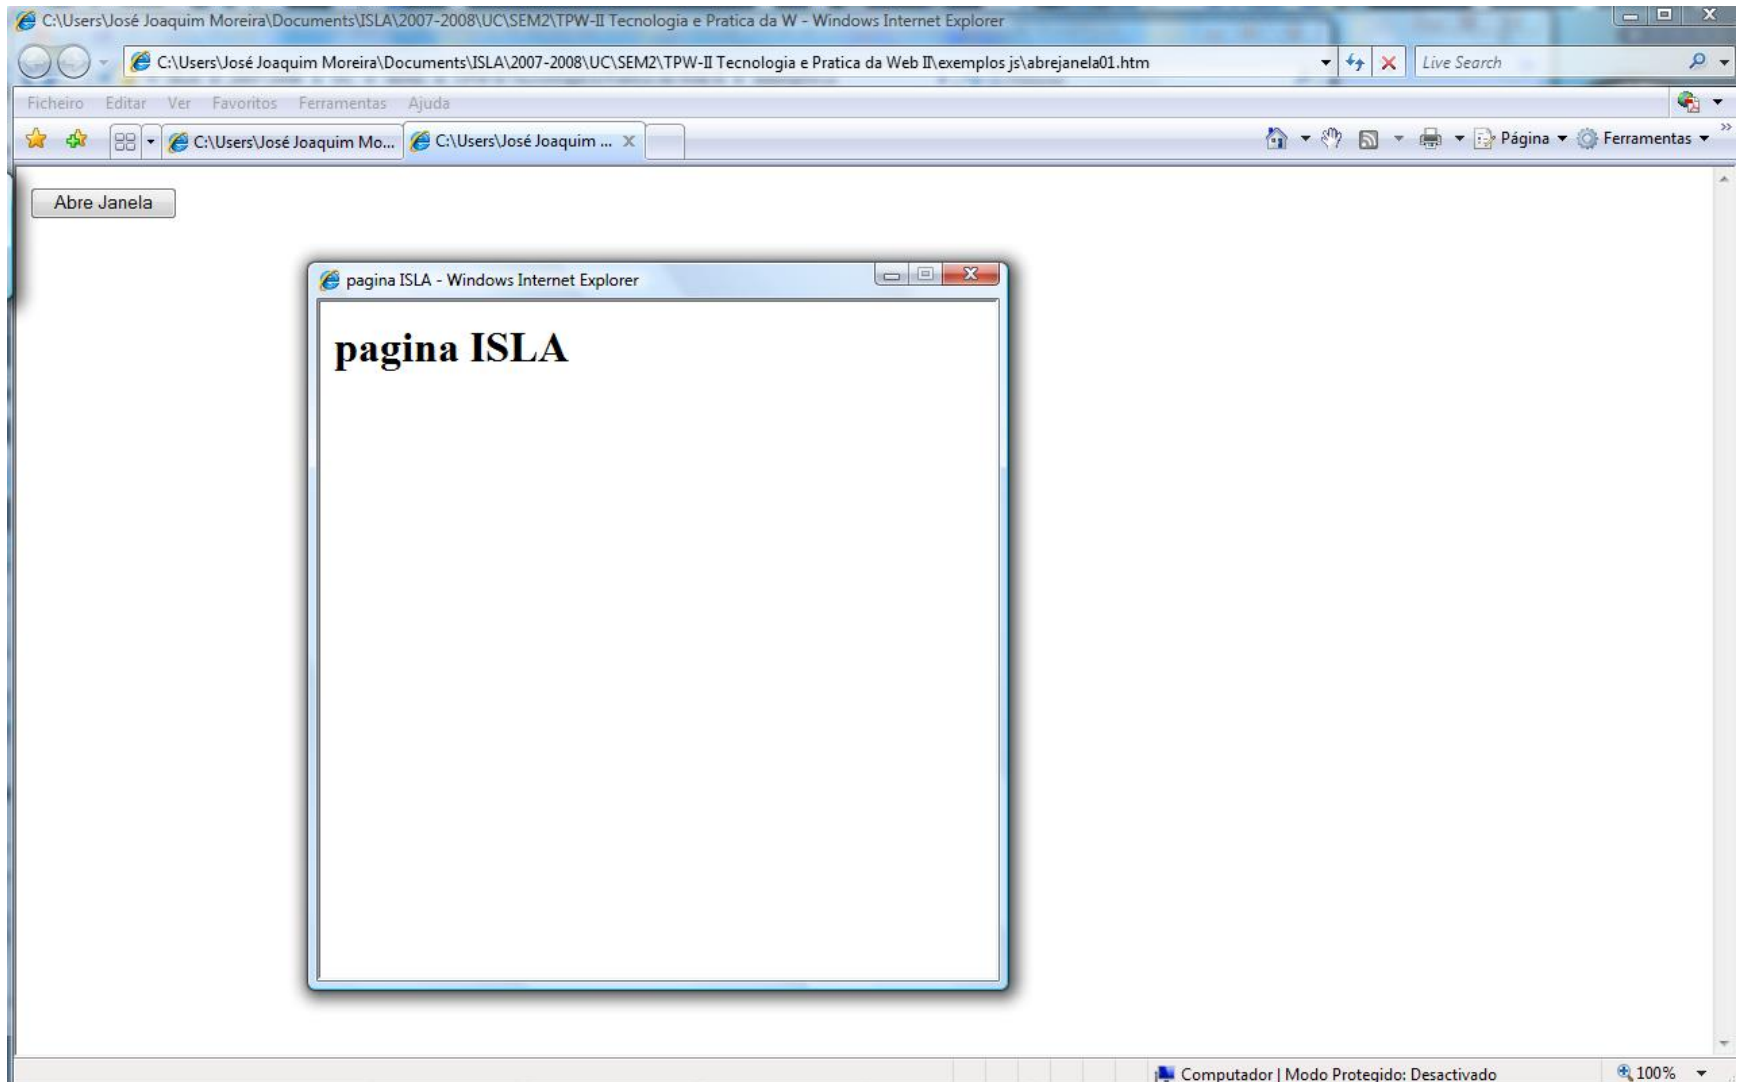 C:\Users\José Joaquim Moreira\Documents\ISLA\2007-2008\UC\SEM2\TPW-II Tecnologia e Pratica da W - Windows Internet Explorer
C:\Users\José Joaquim Moreira\Documents\ISLA\2007-2008\UC\SEM2\TPW-II Tecnologia e Pratica da Web II\exemplos js\abrejanela01.htm
Live Search
Ficheiro Editar Ver Favoritos Ferramentas Ajuda
C:\Users\José Joaquim Mo... C:\Users\José Joaquim ... Página Ferramentas
Abre Janela
pagina ISLA - Windows Internet Explorer
pagina ISLA
Computador | Modo Protegido: Desactivado 100%